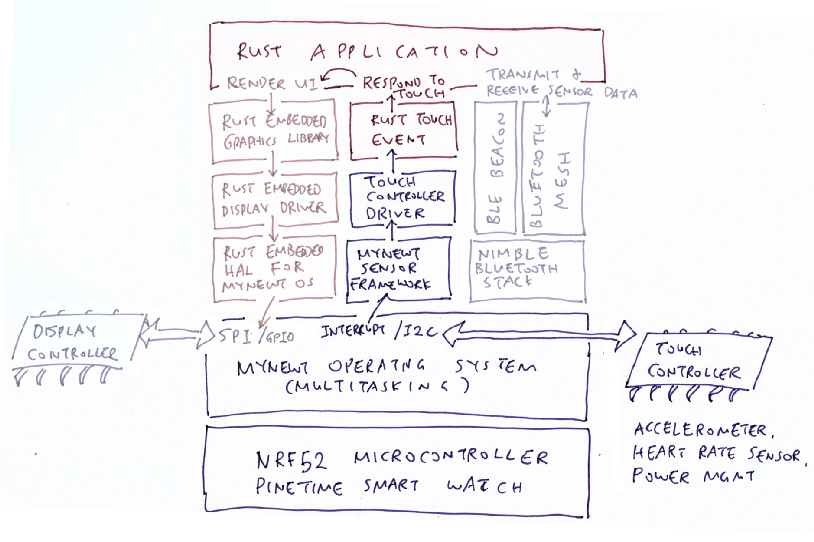 RUST APPLICATION
RENDER UI
RESPOND TO
TOUCH
TRANSMIT &
RECEIVE SENSOR DATA
RUST EMBEDDED
GRAPHICS LIBRARY
RUST TOUCH
EVENT
BLE BEACON
BLUETOOTH
MESH
RUST EMBEDDED
DISPLAY DRIVER
TOUCH
CONTROLLER
DRIVER
RUST EMBEDDED
HAL FOR
MYNEWT OS
MYNEWT
SENSOR
FRAMEWORK
NIMBLE
BLUETOOTH
STACK
DISPLAY
CONTROLLER
SPI/GPIO
INTERRUPT/I2C
TOUCH
CONTROLLER
MYNEWT OPERATNG SYSTEM
(MULTITASKING)
ACCELEROMETER,
HEART RATE SENSOR,
POWER MGMT
NRF52 MICROCONTROLLER
PINETIME SMART WATCH